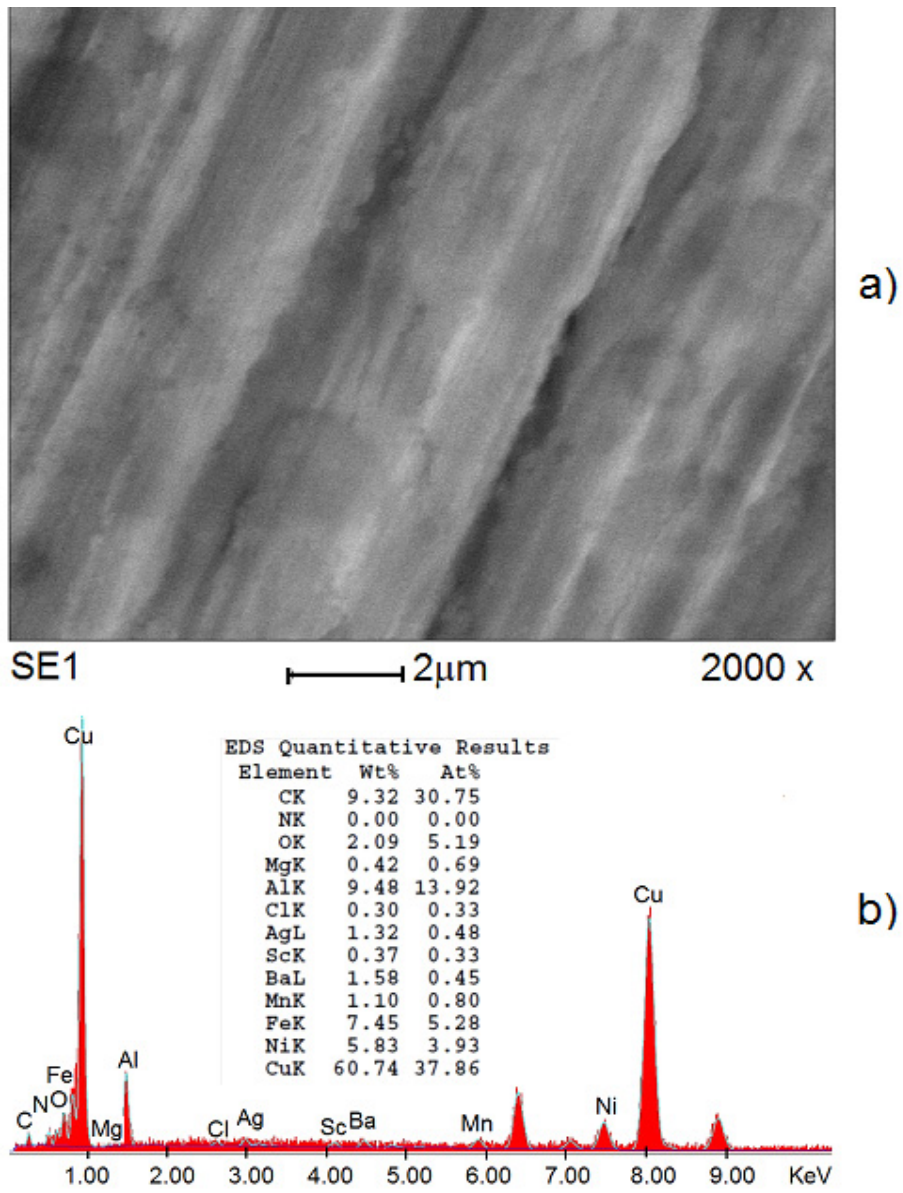 a)
SE1 2μm 2000 x
Cu
EDS Quantitative Results
Element Wt% At%
CK 9.32 30.75
NK 0.00 0.00
OK 2.09 5.19
MgK 0.42 0.69
AlK 9.48 13.92
ClK 0.30 0.33
AgL 1.32 0.48
ScK 0.37 0.33
BaL 1.58 0.45
MnK 1.10 0.80
FeK 7.45 5.28
NiK 5.83 3.93
CuK 60.74 37.86
Cu
b)
C N O Fe Mg Al Cl Ag Sc Ba Mn Ni
1.00 2.00 3.00 4.00 5.00 6.00 7.00 8.00 9.00 KeV